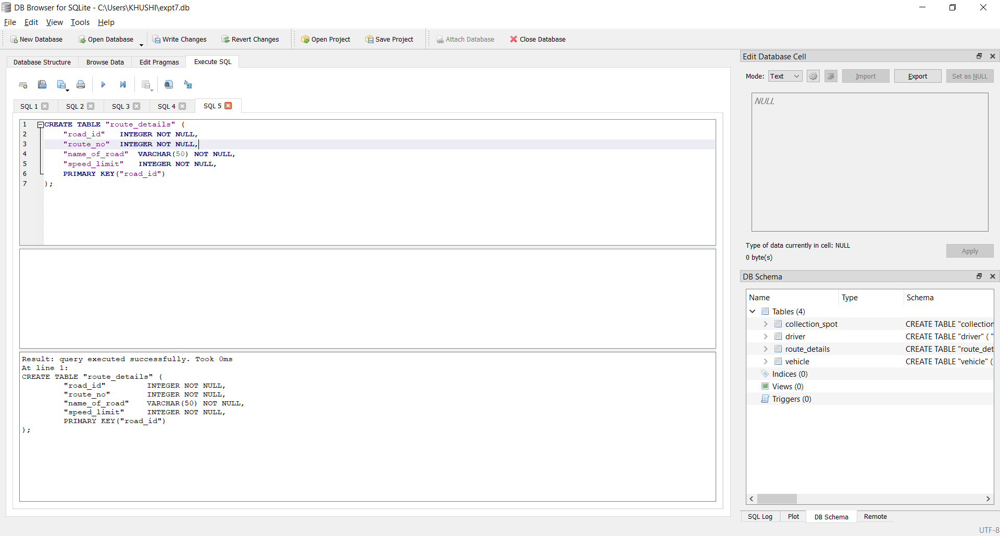 DB Browser for SQLite - C:\Users\KHUSHI\expt7.db
File Edit View Tools Help
New Database Open Database Write Changes Revert Changes Open Project Save Project Attach Database Close Database
Database Structure Browse Data Edit Pragmas Execute SQL
SQL 1 SQL 2 SQL 3 SQL 4 SQL 5
1 CREATE TABLE "route_details" (
2 "road_id" INTEGER NOT NULL,
3 "route_no" INTEGER NOT NULL,
4 "name_of_road" VARCHAR(50) NOT NULL,
5 "speed_limit" INTEGER NOT NULL,
6 PRIMARY KEY("road_id")
7 );
Result: query executed successfully. Took 0ms
At line 1:
CREATE TABLE "route_details" (
"road_id" INTEGER NOT NULL,
"route_no" INTEGER NOT NULL,
"name_of_road" VARCHAR(50) NOT NULL,
"speed_limit" INTEGER NOT NULL,
PRIMARY KEY("road_id")
);
Edit Database Cell
Mode: Text Import Export Set as NULL
NULL
Type of data currently in cell: NULL
0 byte(s)
Apply
DB Schema
Name Type Schema
Tables (4)
collection_spot CREATE TABLE "collection
driver CREATE TABLE "driver" ( "
route_details CREATE TABLE "route_det
vehicle CREATE TABLE "vehicle" (
Indices (0)
Views (0)
Triggers (0)
SQL Log Plot DB Schema Remote
UTF-8